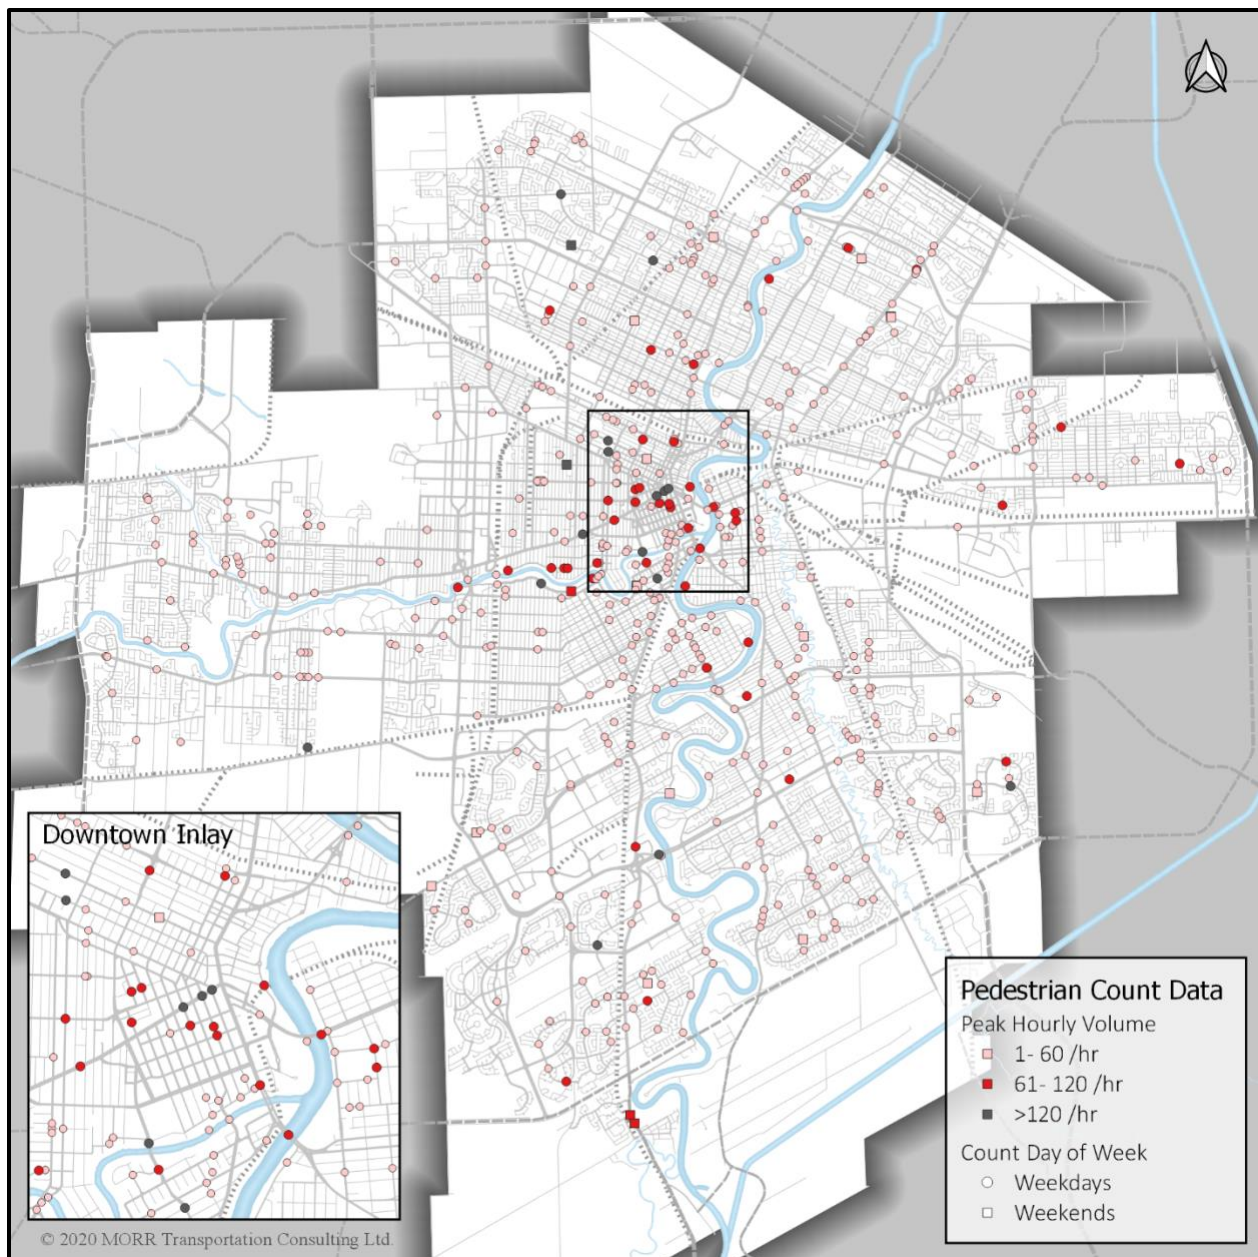 Downtown Inlay
Pedestrian Count Data
Peak Hourly Volume
1- 60 /hr
61- 120 /hr
>120 /hr
Count Day of Week
Weekdays
Weekends
© 2020 MORR Transportation Consulting Ltd.